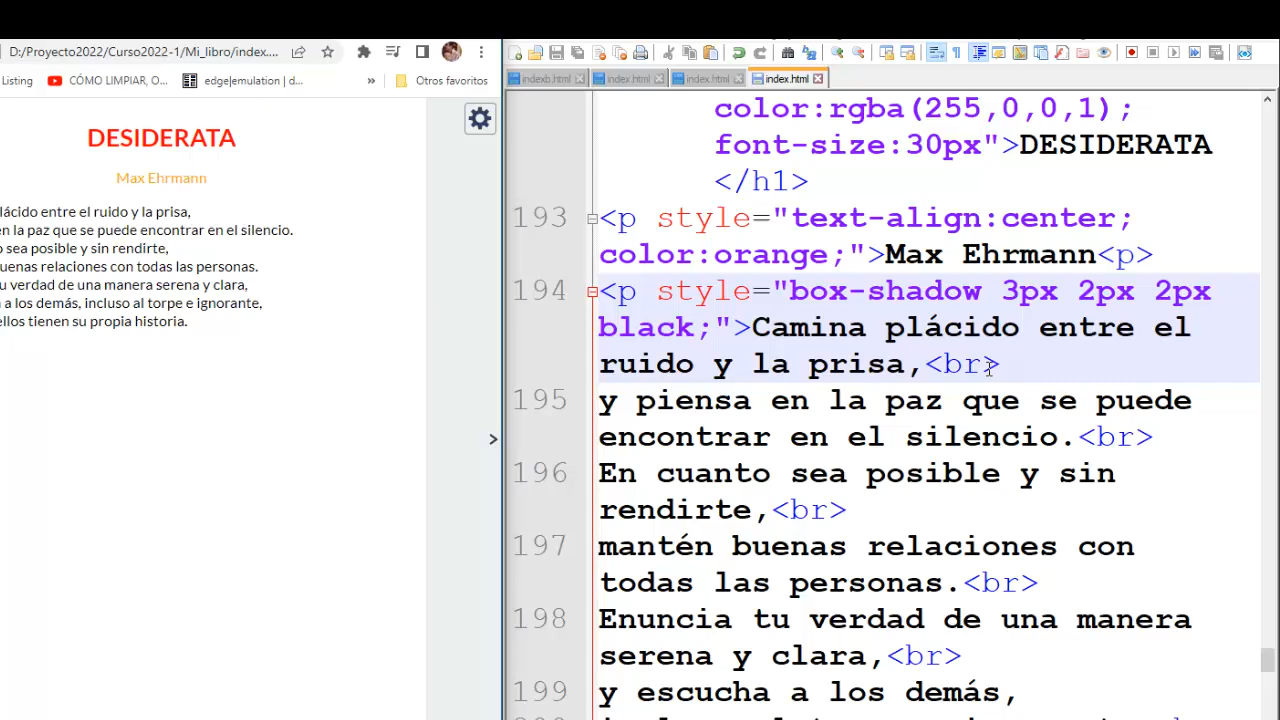 D:/Proyecto2022/Curso2022-1/Mi_libro/index....
Listing
CÓMO LIMPIAR, O...
edge|emulation | d...
»
Otros favoritos
DESIDERATA
Max Ehrmann
lácido entre el ruido y la prisa,
en la paz que se puede encontrar en el silencio.
o sea posible y sin rendirte,
uenas relaciones con todas las personas.
u verdad de una manera serena y clara,
a a los demás, incluso al torpe e ignorante,
ellos tienen su propia historia.
indexb.html
index.html
index.html
index.html
color:rgba(255,0,0,1);
font-size:30px">DESIDERATA
</h1>
193 <p style="text-align:center;
color:orange;">Max Ehrmann<p>
194 <p style="box-shadow 3px 2px 2px
black;">Camina plácido entre el
ruido y la prisa,<br>
195 y piensa en la paz que se puede
encontrar en el silencio.<br>
196 En cuanto sea posible y sin
rendirte,<br>
197 mantén buenas relaciones con
todas las personas.<br>
198 Enuncia tu verdad de una manera
serena y clara,<br>
199 y escucha a los demás,